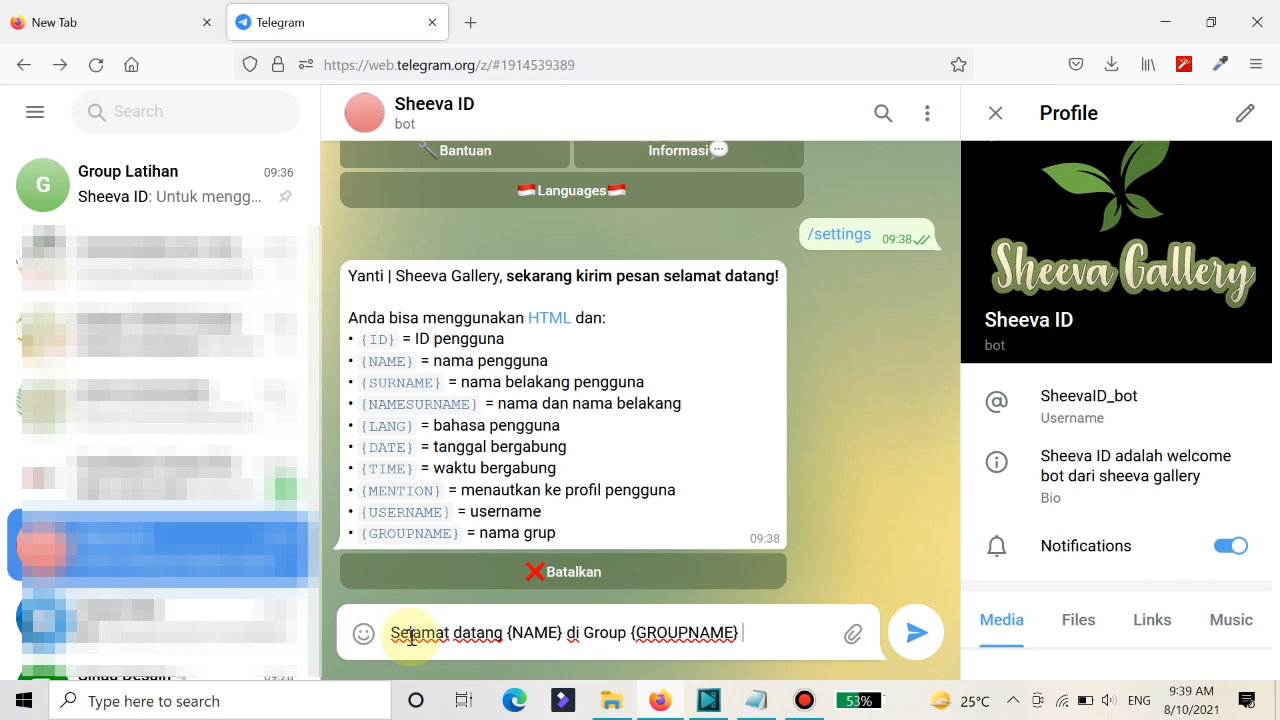 New Tab
Telegram
https://web.telegram.org/z/#1914539389
Search
Group Latihan
09:36
Sheeva ID: Untuk mengg...
Sheeva ID
bot
Bantuan
Informasi
Languages
/settings
09:38
Yanti | Sheeva Gallery, sekarang kirim pesan selamat datang!
Anda bisa menggunakan HTML dan:
• {ID} = ID pengguna
• {NAME} = nama pengguna
• {SURNAME} = nama belakang pengguna
• {NAMESURNAME} = nama dan nama belakang
• {LANG} = bahasa pengguna
• {DATE} = tanggal bergabung
• {TIME} = waktu bergabung
• {MENTION} = menautkan ke profil pengguna
• {USERNAME} = username
• {GROUPNAME} = nama grup
09:38
Batalkan
Selamat datang {NAME} di Group {GROUPNAME}
Profile
Sheeva Gallery
Sheeva ID
bot
SheevaID_bot
Username
Sheeva ID adalah welcome
bot dari sheeva gallery
Bio
Notifications
Media
Files
Links
Music
Type here to search
53%
25°C
ENG
9:39 AM
8/10/2021